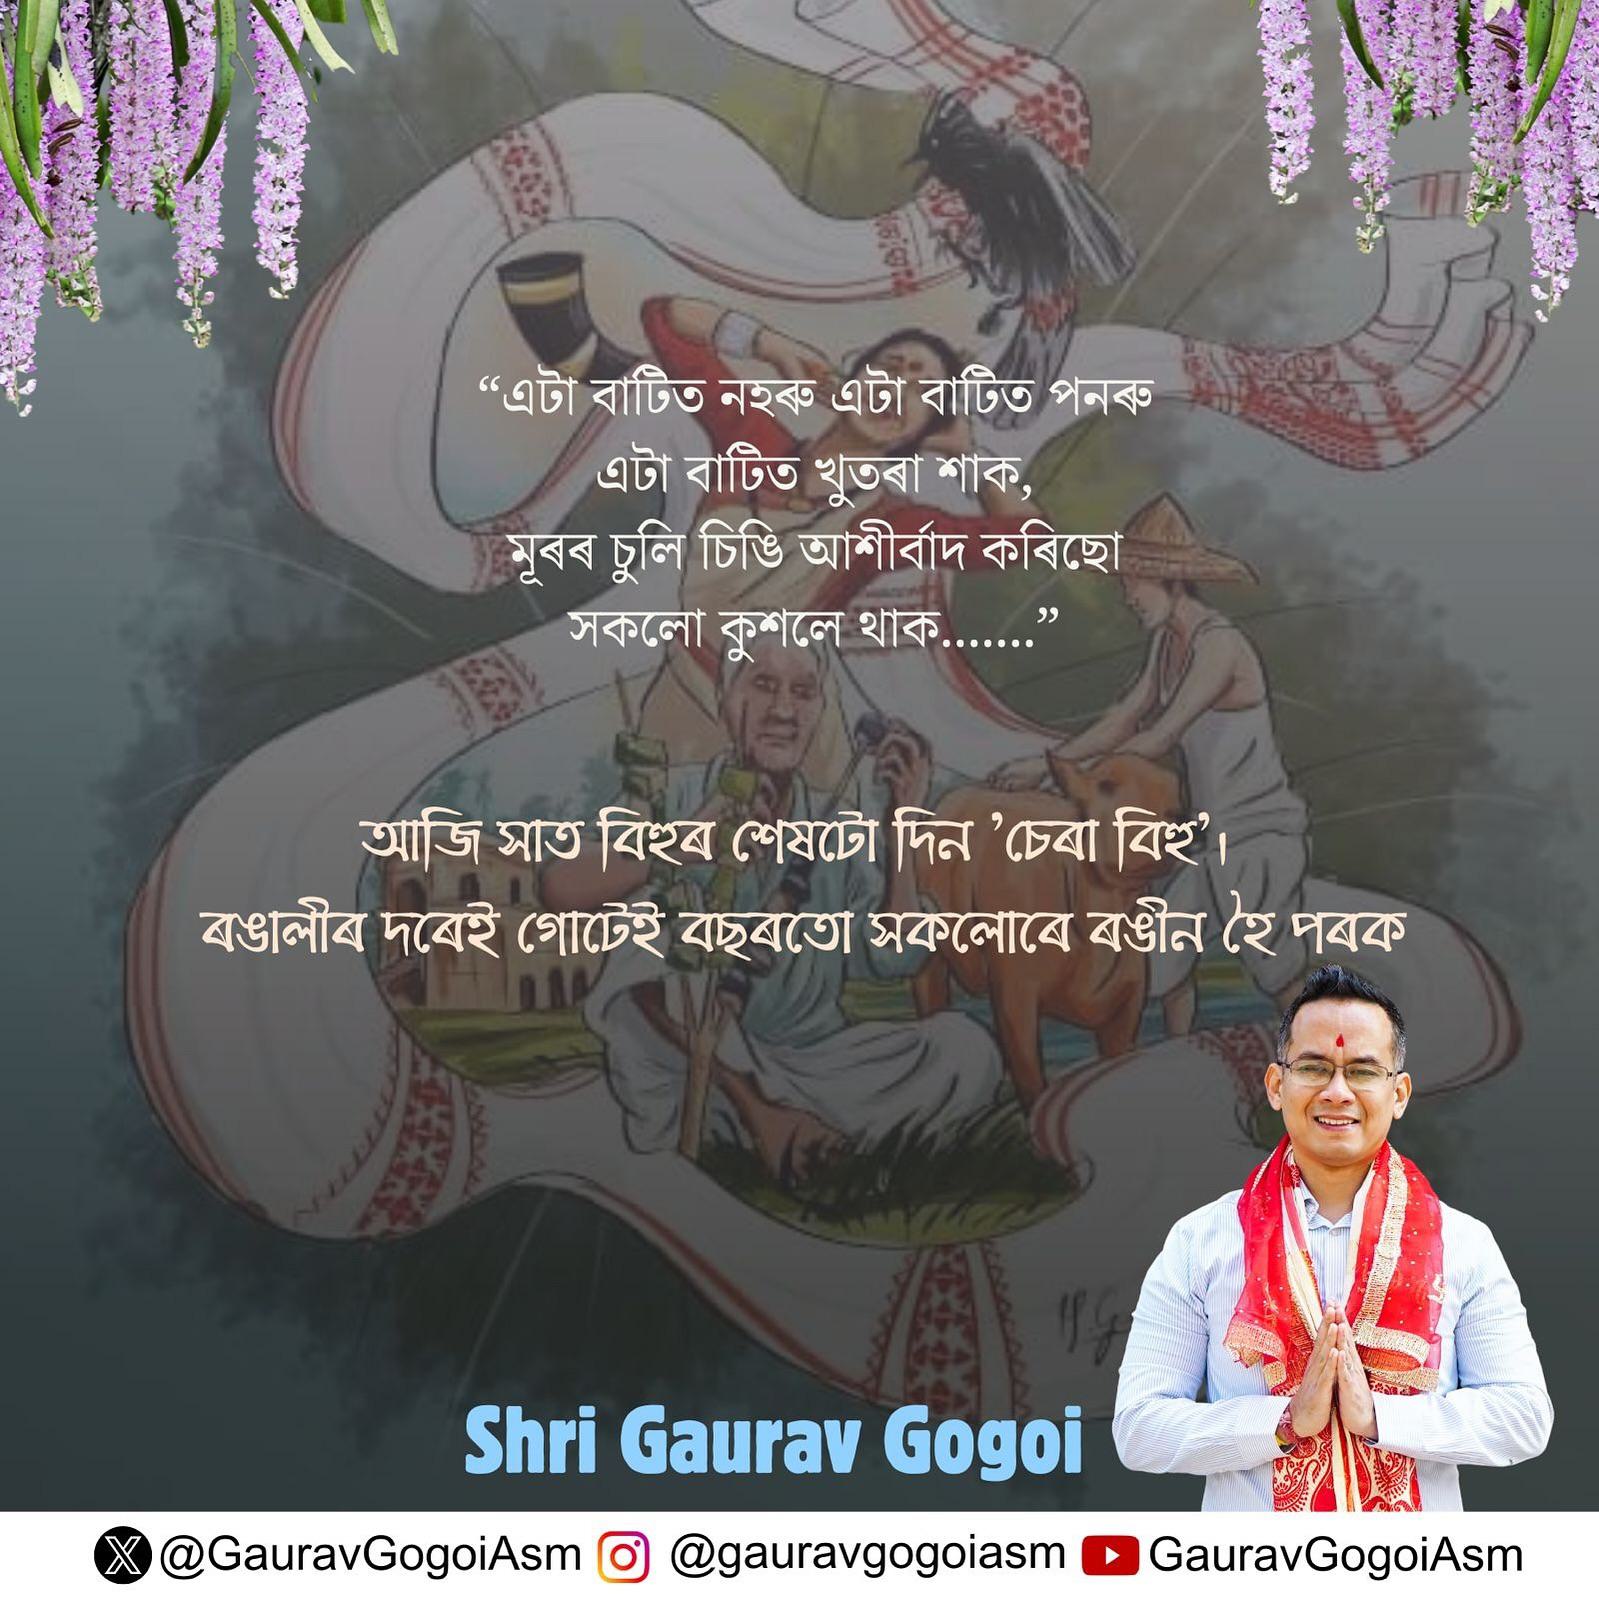 “এটা বাটিত নহৰু এটা বাটিত পনৰু
এটা বাটিত খুতৰা শাক,
মূৰৰ চুলি চিঙি আশীৰ্বাদ কৰিছো
সকলো কুশলে থাক.......”
আজি সাত বিহুৰ শেষটো দিন ’চেৰা বিহু’।
ৰঙালীৰ দৰেই গোটেই বছৰতো সকলোৰে ৰঙীন হৈ পৰক
Shri Gaurav Gogoi
@GauravGogoiAsm @gauravgogoiasm GauravGogoiAsm